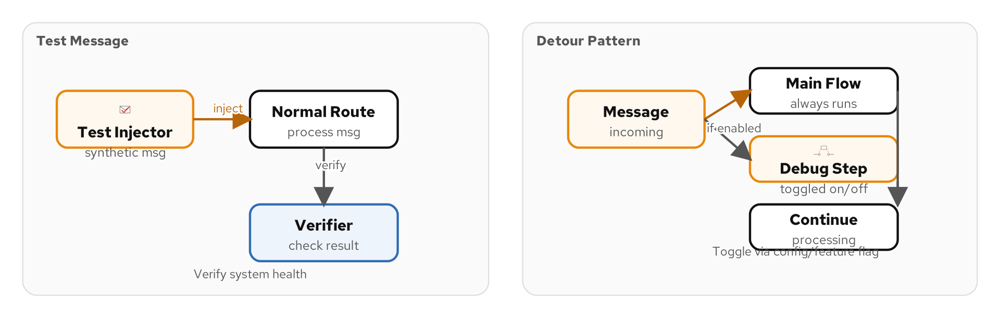 Test Message
Test Injector
synthetic msg
inject
Normal Route
process msg
verify
Verifier
check result
Verify system health
Detour Pattern
Message
incoming
if enabled
Main Flow
always runs
Debug Step
toggled on/off
Continue
processing
Toggle via config/feature flag